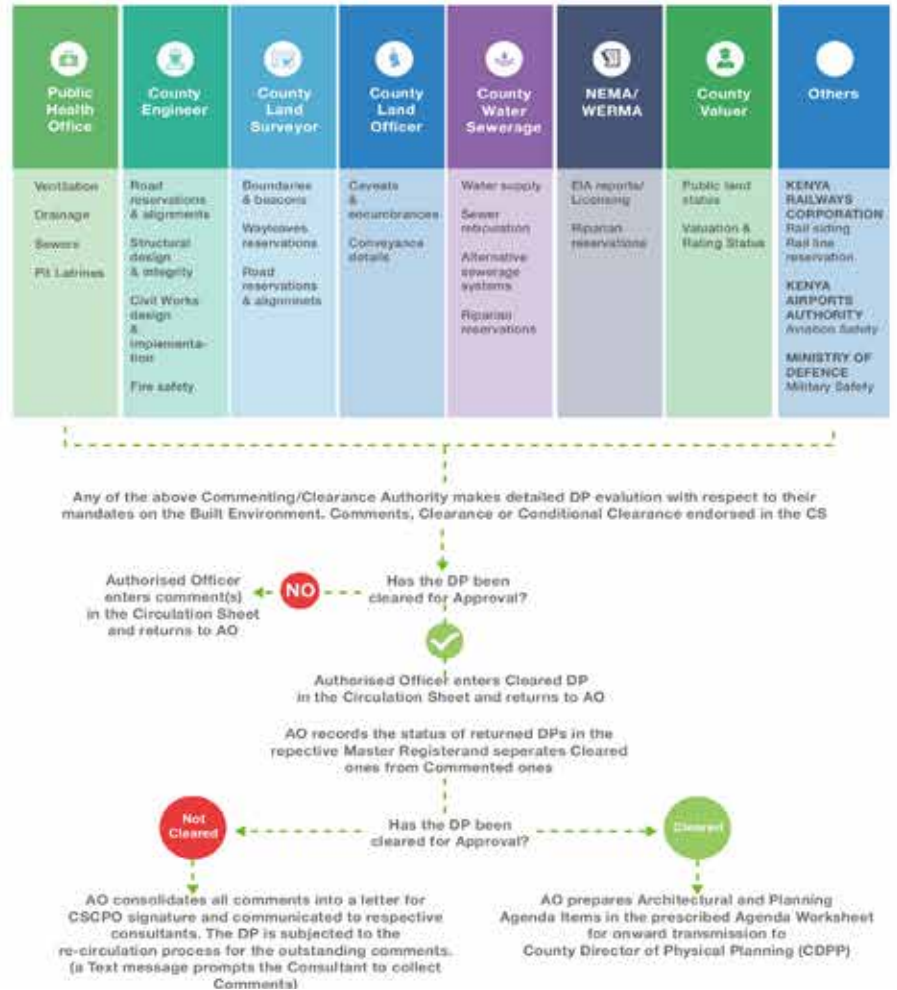 Public
Health
Office
Ventilation
Drainage
Sewers
Pit Latrines
County
Engineer
Road
reservations
& alignments
Structural
design
& integrity
Civil Works
design
&
implementa-
tion
Fire safety
County
Land
Surveyor
Boundaries
& beacons
Wayleaves
reservations
Road
reservations
& alignments
County
Land
Officer
Caveats
&
encumbrances
Conveyance
details
County
Water
Sewerage
Water supply
Sewer
reticulation
Alternative
sewerage
systems
Riparian
reservations
NEMA/
WERMA
EIA reports/
Licensing
Riparian
reservations
County
Valuer
Public land
status
Valuation &
Rating Status
Others
KENYA
RAILWAYS
CORPORATION
Rail siding
Rail line
reservation
KENYA
AIRPORTS
AUTHORITY
Aviation Safety
MINISTRY OF
DEFENCE
Military Safety
Any of the above Commenting/Clearance Authority makes detailed DP evalution with respect to their
mandates on the Built Environment. Comments, Clearance or Conditional Clearance endorsed in the CS
Has the DP been
cleared for Approval?
NO
Authorised Officer
enters comment(s)
in the Circulation Sheet
and returns to AO
Authorised Officer enters Cleared DP
in the Circulation Sheet and returns to AO
AO records the status of returned DPs in the
repective Master Registerand seperates Cleared
ones from Commented ones
Has the DP been
cleared for Approval?
Not
Cleared
AO consolidates all comments into a letter for
CSCPO signature and communicated to respective
consultants. The DP is subjected to the
re-circulation process for the outstanding comments.
(a Text message prompts the Consultant to collect
Comments)
Cleared
AO prepares Architectural and Planning
Agenda Items in the prescribed Agenda Worksheet
for onward transmission to
County Director of Physical Planning (CDPP)